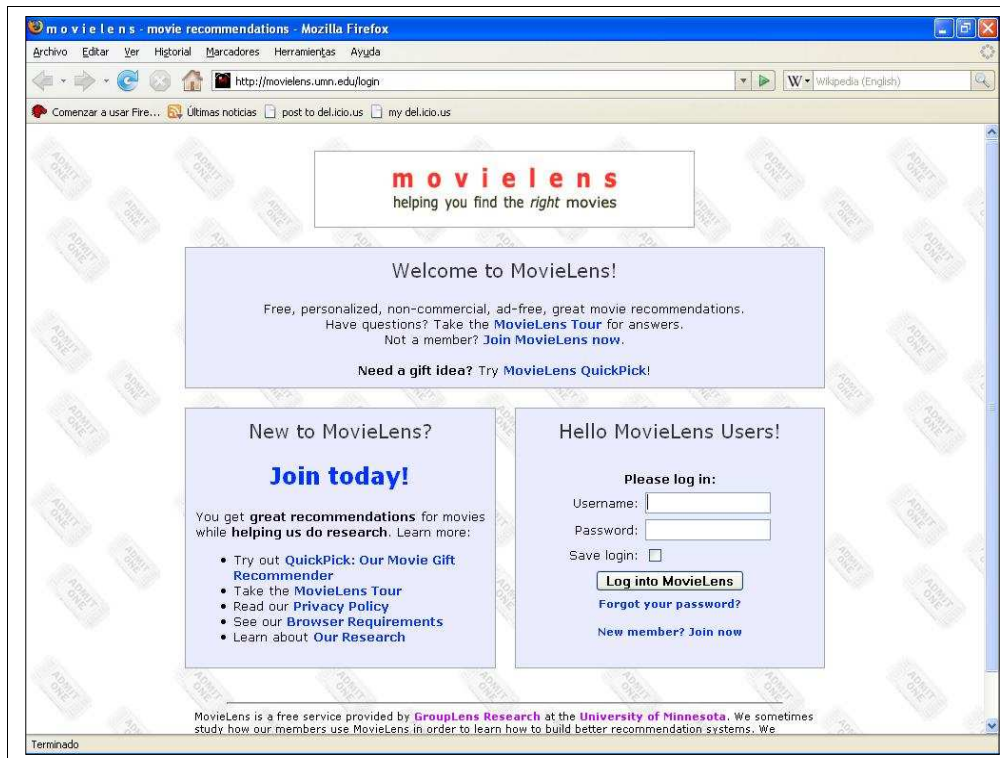 m o v i e l e n s - movie recommendations - Mozilla Firefox
Archivo Editar Ver Historial Marcadores Herramientas Ayuda
http://movielens.umn.edu/login
W Wikipedia (English)
Comenzar a usar Fire... Últimas noticias post to del.icio.us my del.icio.us
m o v i e l e n s
helping you find the right movies
Welcome to MovieLens!
Free, personalized, non-commercial, ad-free, great movie recommendations.
Have questions? Take the MovieLens Tour for answers.
Not a member? Join MovieLens now.
Need a gift idea? Try MovieLens QuickPick!
New to MovieLens?
Join today!
You get great recommendations for movies
while helping us do research. Learn more:
• Try out QuickPick: Our Movie Gift
Recommender
• Take the MovieLens Tour
• Read our Privacy Policy
• See our Browser Requirements
• Learn about Our Research
Hello MovieLens Users!
Please log in:
Username:
Password:
Save login:
Log into MovieLens
Forgot your password?
New member? Join now
MovieLens is a free service provided by GroupLens Research at the University of Minnesota. We sometimes
study how our members use MovieLens in order to learn how to build better recommendation systems. We
Terminado
ADMIT ONE